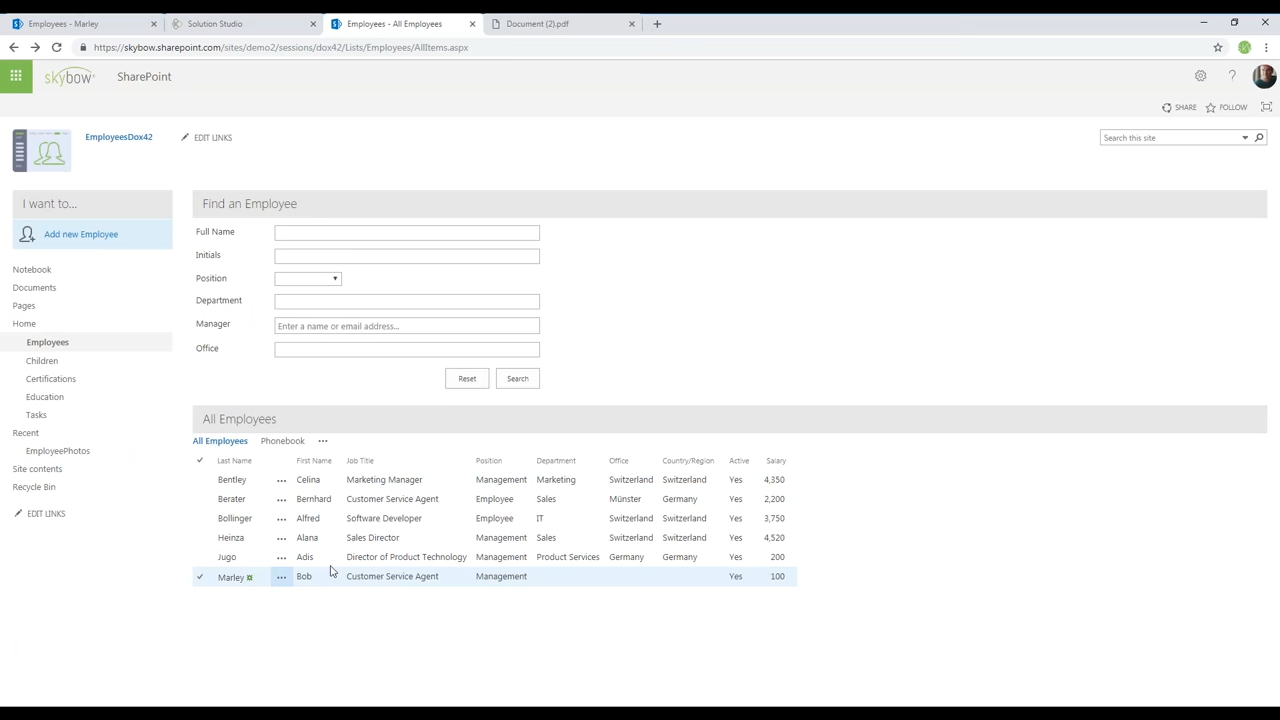 Employees - Marley
Solution Studio
Employees - All Employees
Document (2).pdf
https://skybow.sharepoint.com/sites/demo2/sessions/dox42/Lists/Employees/AllItems.aspx
skybow
SharePoint
SHARE
FOLLOW
EmployeesDox42
EDIT LINKS
Search this site
I want to...
Add new Employee
Notebook
Documents
Pages
Home
Employees
Children
Certifications
Education
Tasks
Recent
EmployeePhotos
Site contents
Recycle Bin
EDIT LINKS
Find an Employee
Full Name
Initials
Position
Department
Manager Enter a name or email address...
Office
Reset Search
All Employees
All Employees Phonebook ...
Last Name First Name Job Title Position Department Office Country/Region Active Salary
Bentley ... Celina Marketing Manager Management Marketing Switzerland Switzerland Yes 4,350
Berater ... Bernhard Customer Service Agent Employee Sales Münster Germany Yes 2,200
Bollinger ... Alfred Software Developer Employee IT Switzerland Switzerland Yes 3,750
Heinza ... Alana Sales Director Management Sales Switzerland Switzerland Yes 4,520
Jugo ... Adis Director of Product Technology Management Product Services Germany Germany Yes 200
Marley ... Bob Customer Service Agent Management Yes 100